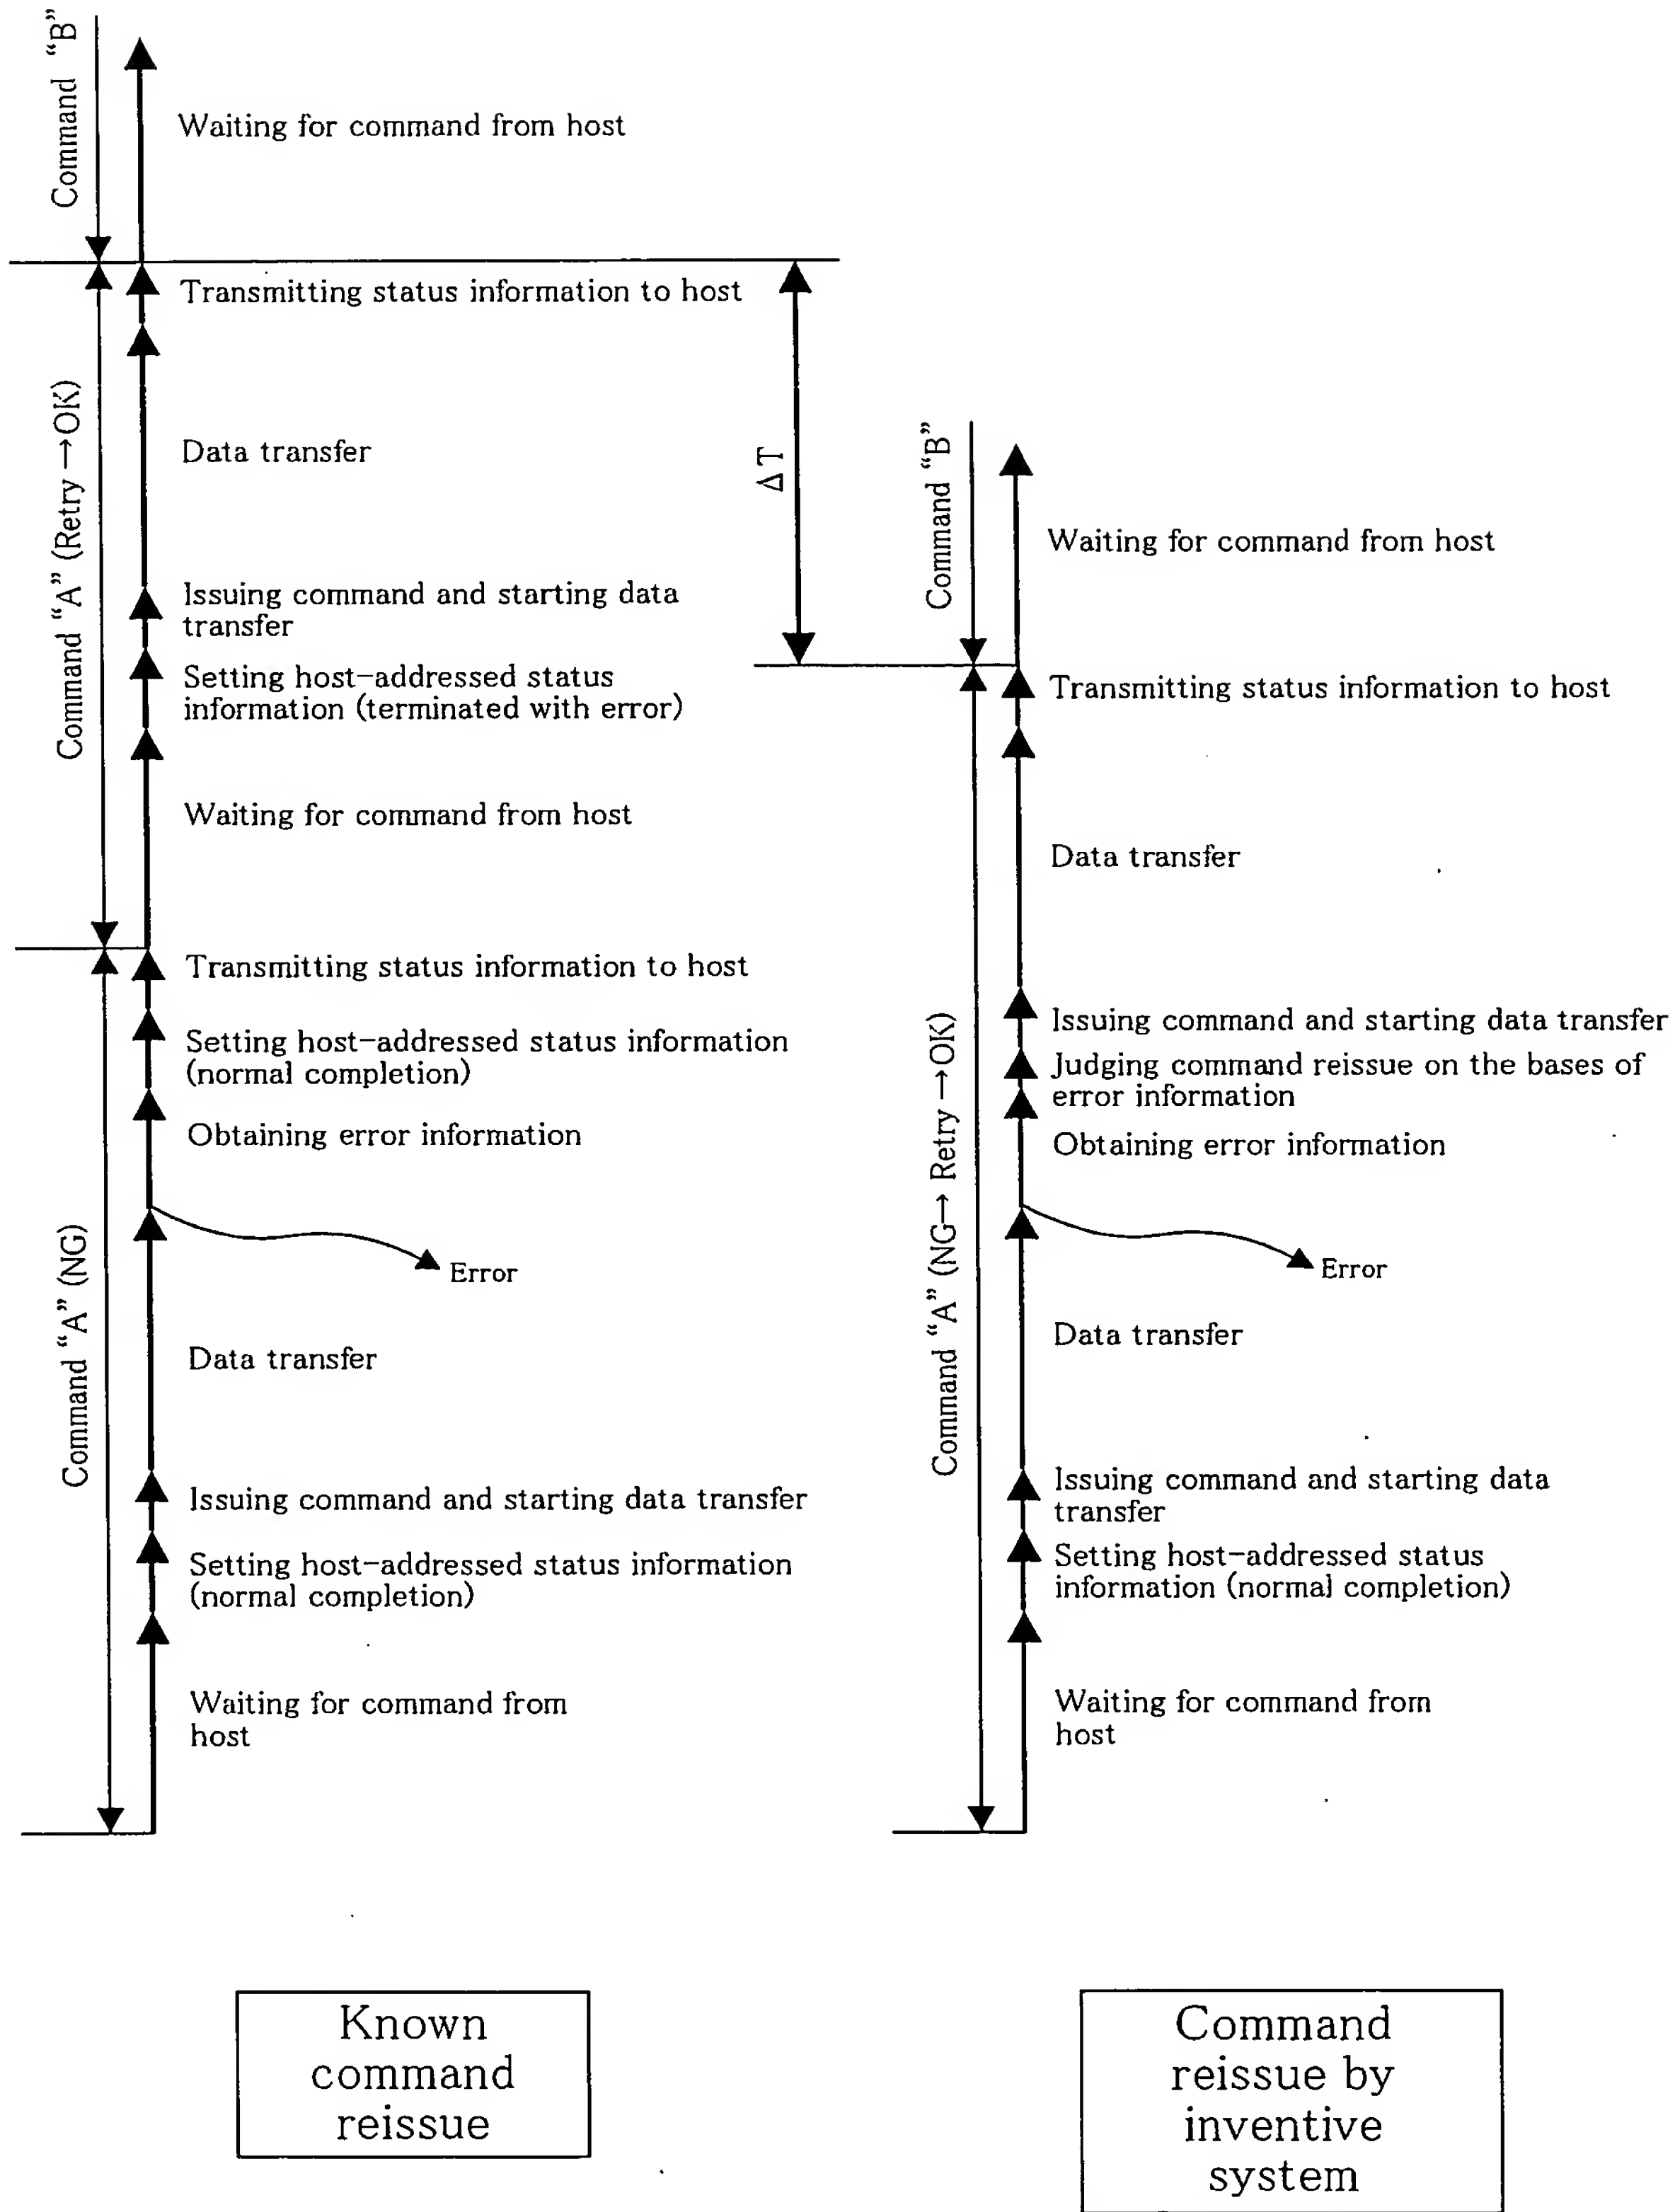 Command “B”
Waiting for command from host
Command “A” (Retry →OK)
Transmitting status information to host
Data transfer
Issuing command and starting data
transfer
Setting host-addressed status
information (terminated with error)
Waiting for command from host
Command “A” (NG)
Transmitting status information to host
Setting host-addressed status information
(normal completion)
Obtaining error information
Error
Data transfer
Issuing command and starting data transfer
Setting host-addressed status information
(normal completion)
Waiting for command from
host
Known
command
reissue
ΔT
Command “B”
Waiting for command from host
Command “A” (NG→ Retry →OK)
Transmitting status information to host
Data transfer
Issuing command and starting data transfer
Judging command reissue on the bases of
error information
Obtaining error information
Error
Data transfer
Issuing command and starting data
transfer
Setting host-addressed status
information (normal completion)
Waiting for command from
host
Command
reissue by
inventive
system